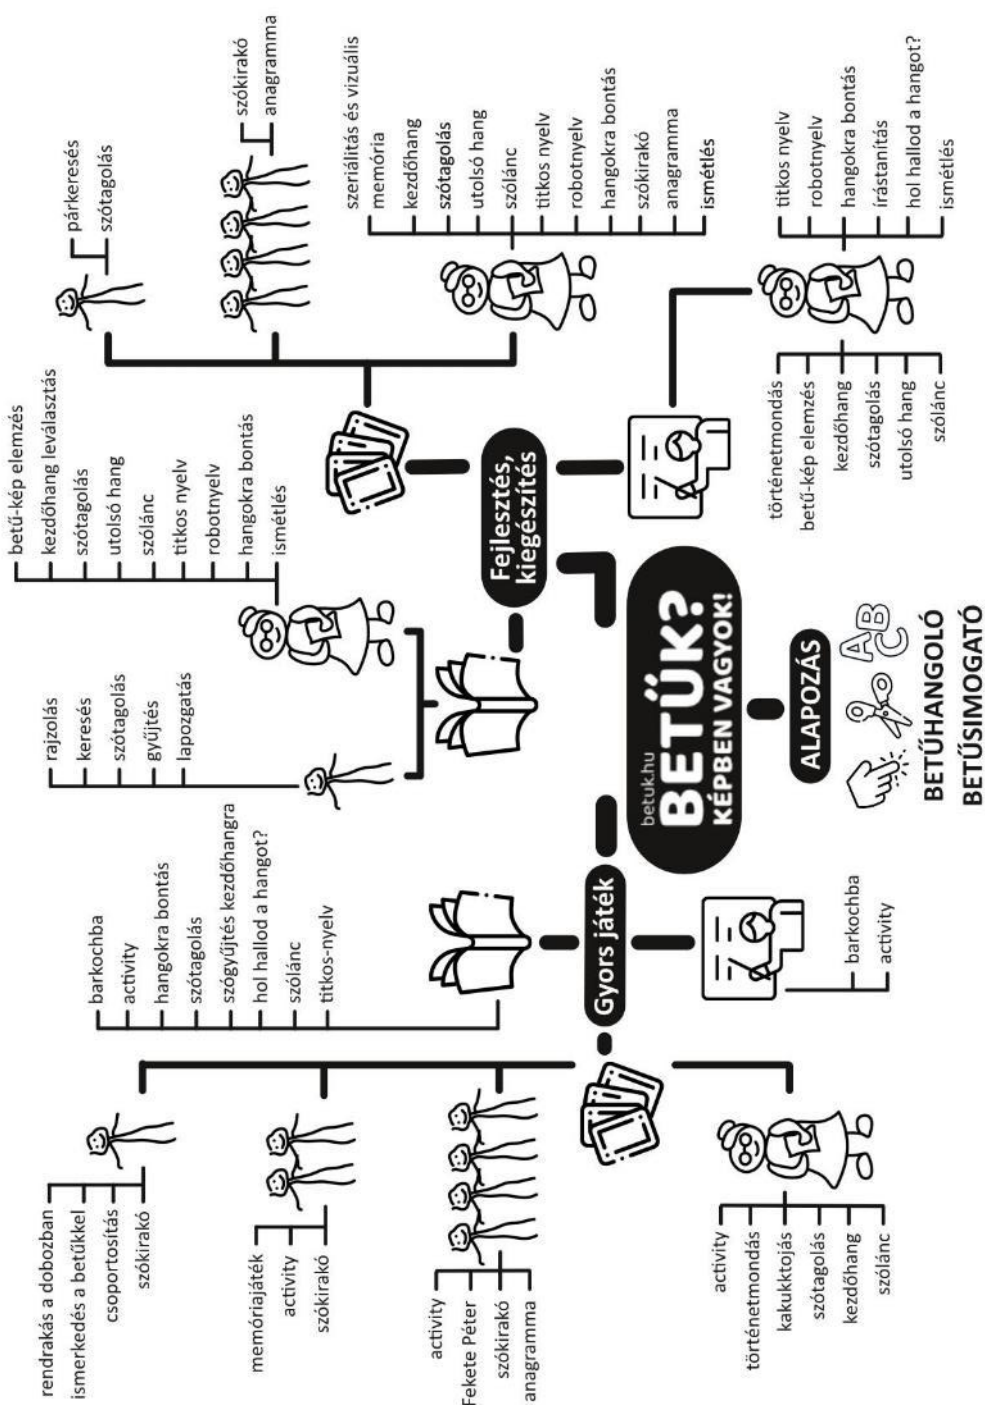 rendrakás a dobozban
ismerkedés a betűkkel
csoportosítás
szókirakó
memóriajáték
activity
szókirakó
activity
Fekete Péter
szókirakó
anagramma
activity
történetmondás
kakukktojás
szótagolás
kezdőhang
szólánc
barkochba
activity
hangokra bontás
szótagolás
szógyűjtés kezdőhangra
hol hallod a hangot?
szólánc
titkos-nyelv
Gyors játék
barkochba
activity
betuk.hu
BETŰK?
KÉPBEN VAGYOK!
ALAPOZÁS
ABC
BETŰHANGOLÓ
BETŰSIMOGATÓ
rajzolás
keresés
szótagolás
gyűjtés
lapozgatás
betű-kép elemzés
kezdőhang leválasztás
szótagolás
utolsó hang
szólánc
titkos nyelv
robotnyelv
hangokra bontás
ismétlés
Fejlesztés,
kiegészítés
párkeresés
szótagolás
szókirakó
anagramma
szerialitás és vizuális
memória
kezdőhang
szótagolás
utolsó hang
szólánc
titkos nyelv
robotnyelv
hangokra bontás
szókirakó
anagramma
ismétlés
történetmondás
betű-kép elemzés
kezdőhang
szótagolás
utolsó hang
szólánc
titkos nyelv
robotnyelv
hangokra bontás
írástanítás
hol hallod a hangot?
ismétlés